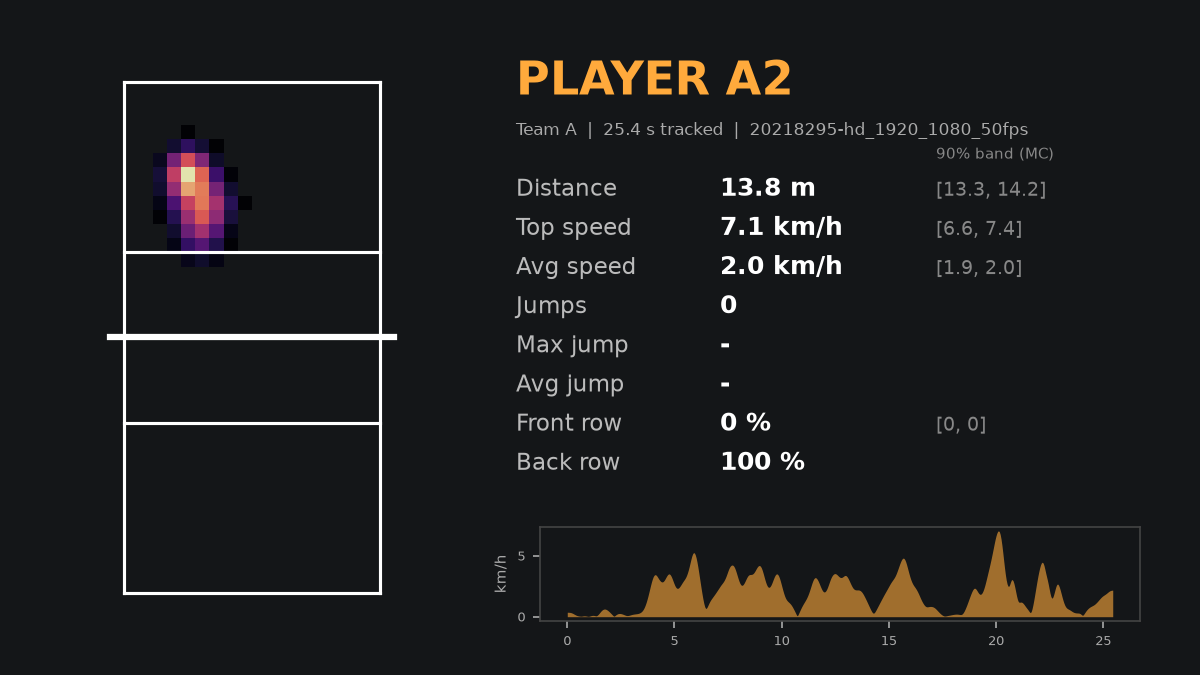 PLAYER A2
Team A | 25.4 s tracked | 20218295-hd_1920_1080_50fps
90% band (MC)
Distance 13.8 m [13.3, 14.2]
Top speed 7.1 km/h [6.6, 7.4]
Avg speed 2.0 km/h [1.9, 2.0]
Jumps 0
Max jump -
Avg jump -
Front row 0 % [0, 0]
Back row 100 %
km/h
5
0
0 5 10 15 20 25